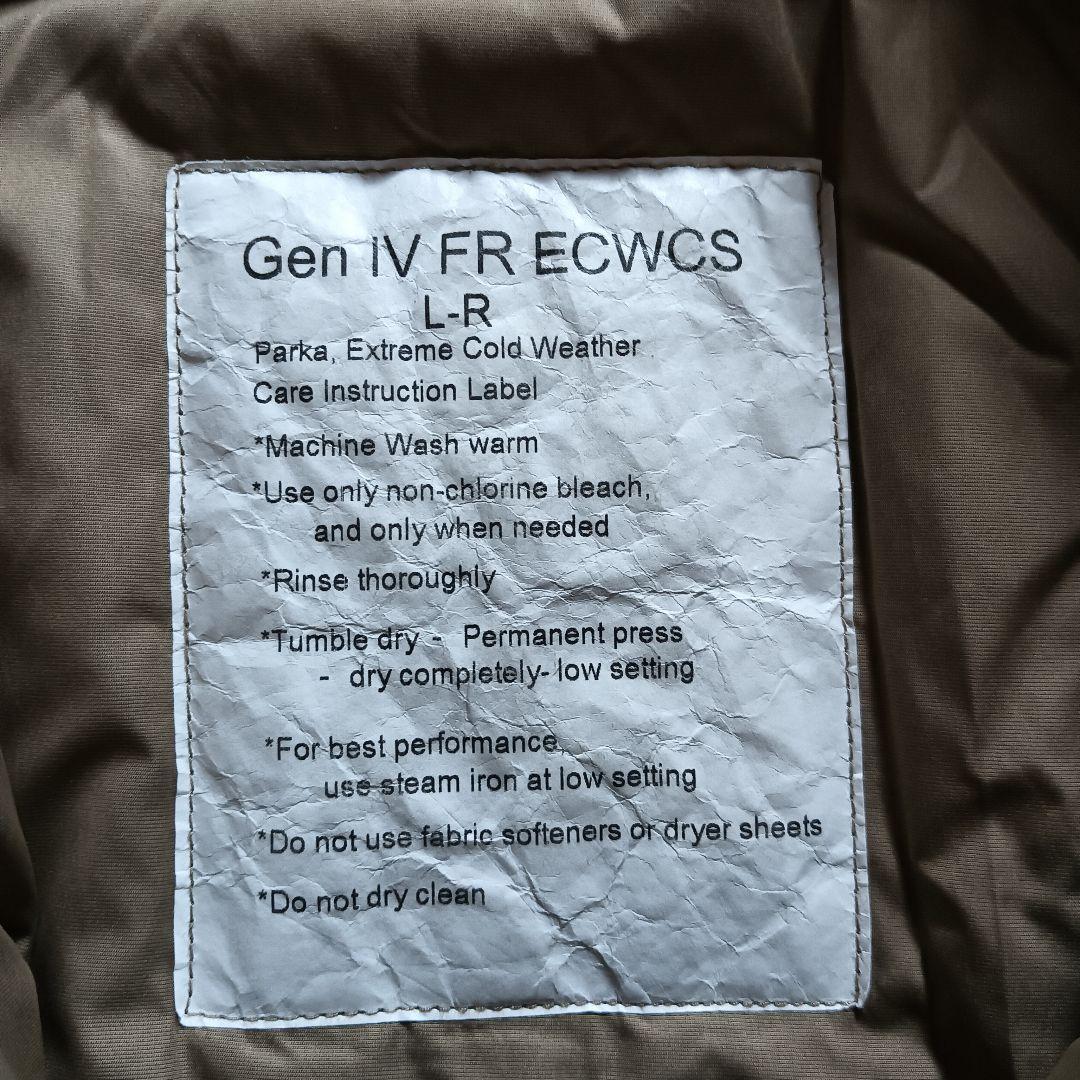 Gen IV FR ECWCS
L-R
Parka, Extreme Cold Weather
Care Instruction Label
*Machine Wash warm
*Use only non-chlorine bleach,
and only when needed
*Rinse thoroughly
*Tumble dry - Permanent press
- dry completely- low setting
*For best performance,
use steam iron at low setting
*Do not use fabric softeners or dryer sheets
*Do not dry clean